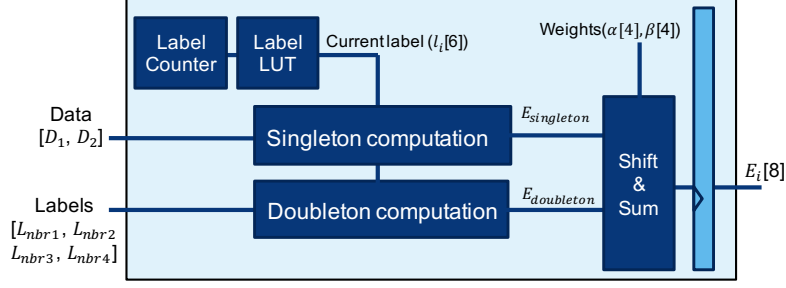 Label
Counter
Label
LUT
Current label (l_i[6])
Weights(α[4], β[4])
Data
[D_1, D_2]
Singleton computation
E_singleton
Shift
&
Sum
E_i[8]
Labels
[L_nbr1, L_nbr2
L_nbr3, L_nbr4]
Doubleton computation
E_doubleton